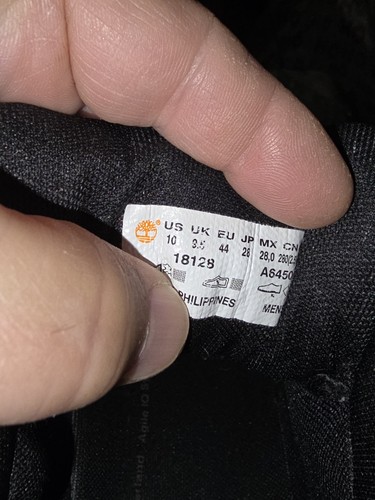 US UK EU JP MX CN
10 9.5 44 28 28,0 280(2.5
18128
A6450
PHILIPPINES
MEN